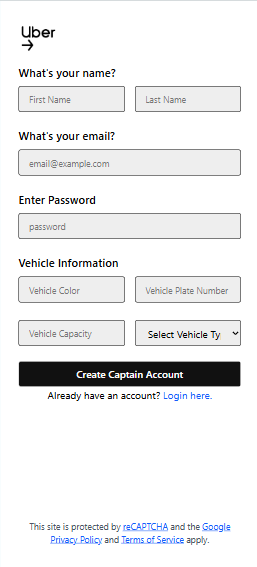 Uber
What's your name?
First Name Last Name
What's your email?
email@example.com
Enter Password
password
Vehicle Information
Vehicle Color Vehicle Plate Number
Vehicle Capacity Select Vehicle Ty
Create Captain Account
Already have an account? Login here.
This site is protected by reCAPTCHA and the Google
Privacy Policy and Terms of Service apply.